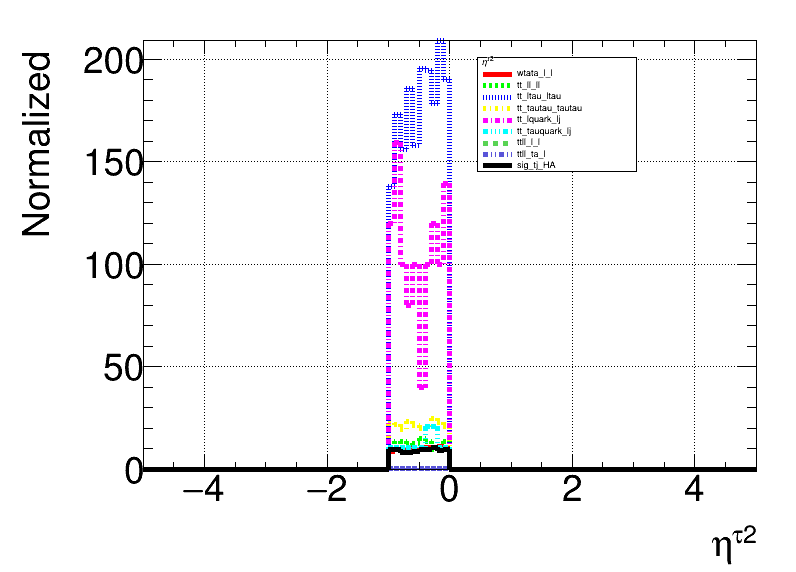 Normalized
200
150
100
50
0
η^τ2
wtata_l_l
tt_ll_ll
tt_ltau_ltau
tt_tautau_tautau
tt_lquark_lj
tt_tauquark_lj
ttll_l_l
ttll_ta_l
sig_tj_HA
−4 −2 0 2 4
η^τ2